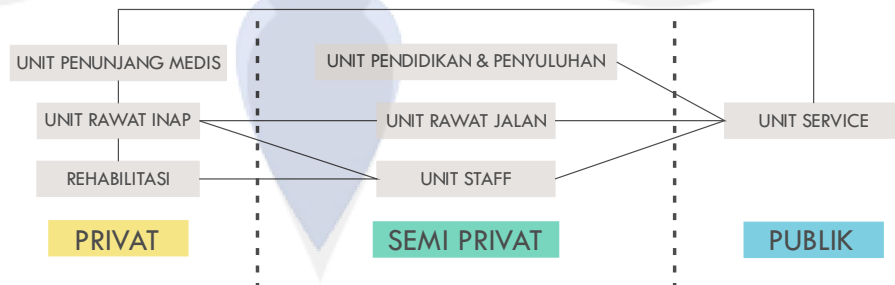 UNIT PENUNJANG MEDIS
UNIT PENDIDIKAN & PENYULUHAN
UNIT RAWAT INAP
UNIT RAWAT JALAN
UNIT SERVICE
REHABILITASI
UNIT STAFF
PRIVAT
SEMI PRIVAT
PUBLIK